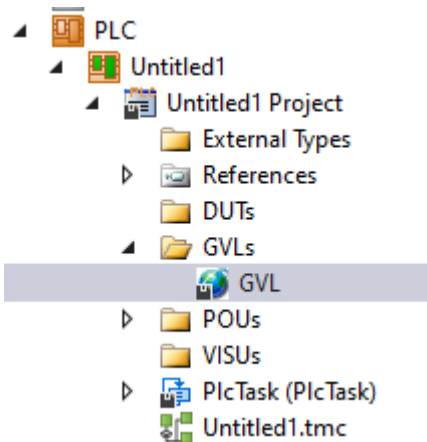 PLC
Untitled1
Untitled1 Project
External Types
References
DUTs
GVLs
GVL
POUs
VISUs
PlcTask (PlcTask)
Untitled1.tmc